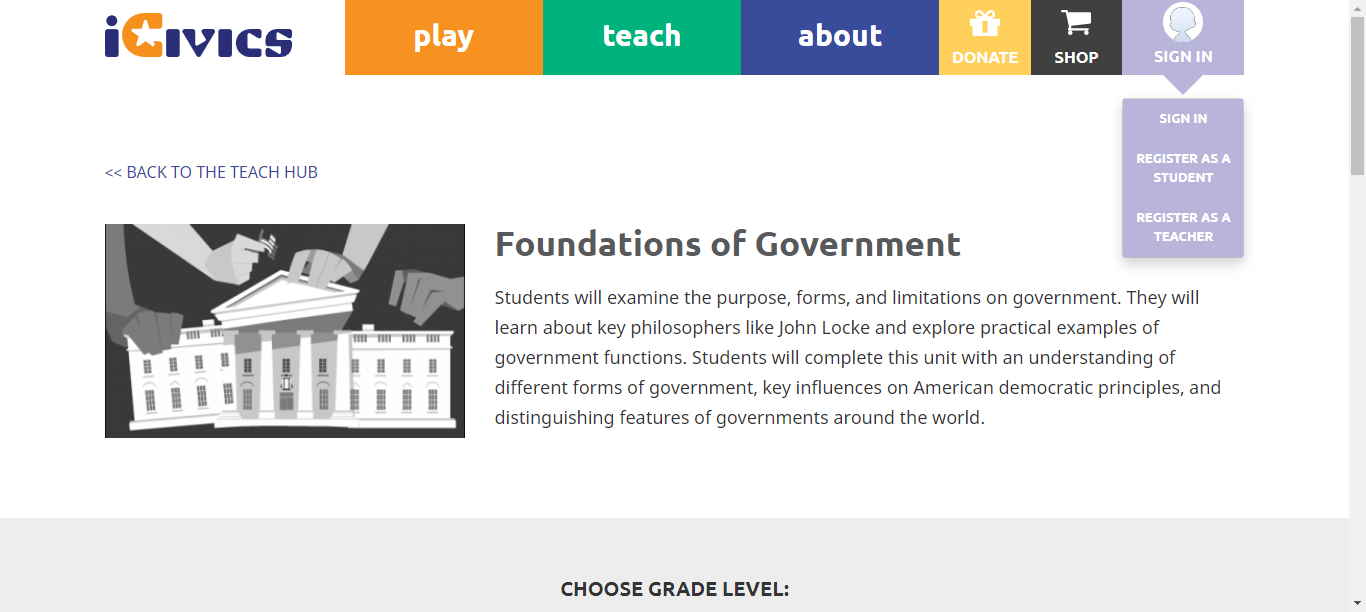 iCivics
play
teach
about
DONATE
SHOP
SIGN IN
SIGN IN
REGISTER AS A
STUDENT
REGISTER AS A
TEACHER
<< BACK TO THE TEACH HUB
Foundations of Government
Students will examine the purpose, forms, and limitations on government. They will
learn about key philosophers like John Locke and explore practical examples of
government functions. Students will complete this unit with an understanding of
different forms of government, key influences on American democratic principles, and
distinguishing features of governments around the world.
CHOOSE GRADE LEVEL: